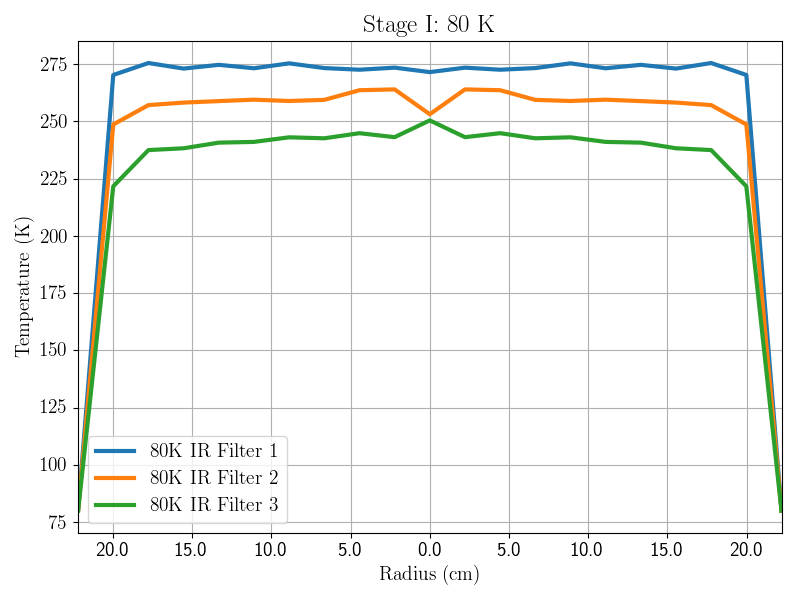 Stage I: 80 K
Temperature (K)
275
250
225
200
175
150
125
100
75
80K IR Filter 1
80K IR Filter 2
80K IR Filter 3
20.0 15.0 10.0 5.0 0.0 5.0 10.0 15.0 20.0
Radius (cm)